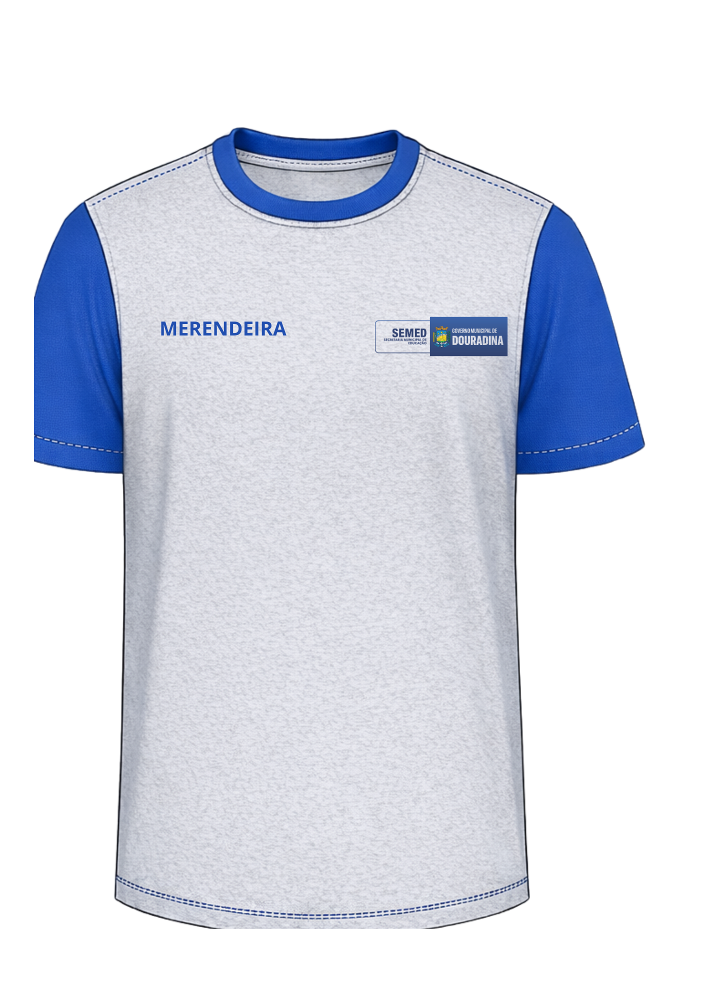 MERENDEIRA
SEMED
SECRETARIA MUNICIPAL DE
EDUCAÇÃO
GOVERNO MUNICIPAL DE
DOURADINA